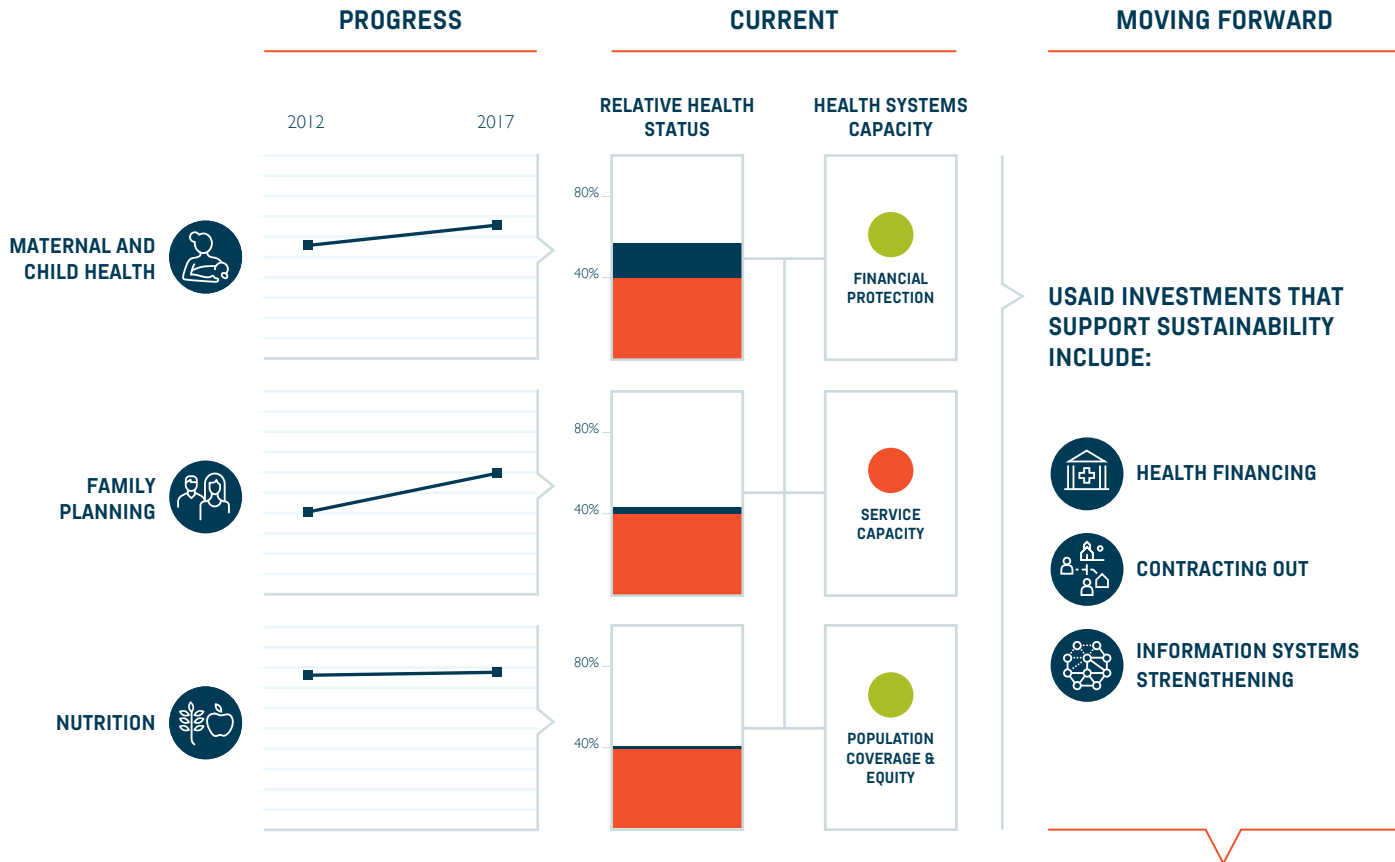 PROGRESS
CURRENT
MOVING FORWARD
2012
2017
RELATIVE HEALTH
STATUS
HEALTH SYSTEMS
CAPACITY
MATERNAL AND
CHILD HEALTH
80%
40%
FINANCIAL
PROTECTION
USAID INVESTMENTS THAT
SUPPORT SUSTAINABILITY
INCLUDE:
FAMILY
PLANNING
80%
40%
SERVICE
CAPACITY
HEALTH FINANCING
CONTRACTING OUT
INFORMATION SYSTEMS
STRENGTHENING
NUTRITION
80%
40%
POPULATION
COVERAGE &
EQUITY